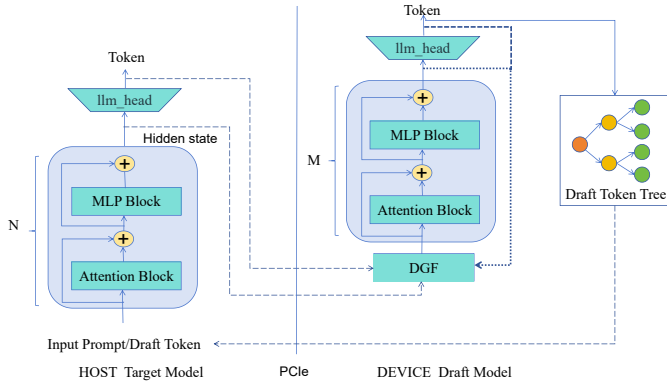 Token
llm_head
Hidden state
N
MLP Block
Attention Block
Input Prompt/Draft Token
HOST Target Model
PCIe
Token
llm_head
M
MLP Block
Attention Block
DGF
DEVICE Draft Model
Draft Token Tree